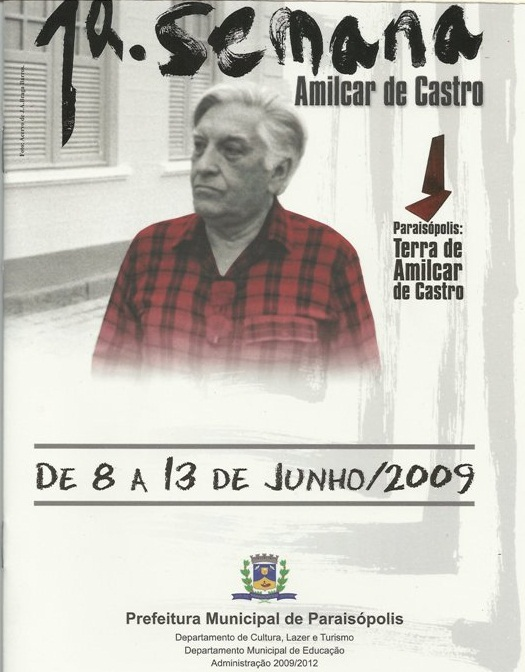 1a. semana
Amilcar de Castro
Paraisópolis:
Terra de
Amilcar
de Castro
DE 8 A 13 DE JUNHO/2009
Prefeitura Municipal de Paraisópolis
Departamento de Cultura, Lazer e Turismo
Departamento Municipal de Educação
Administração 2009/2012